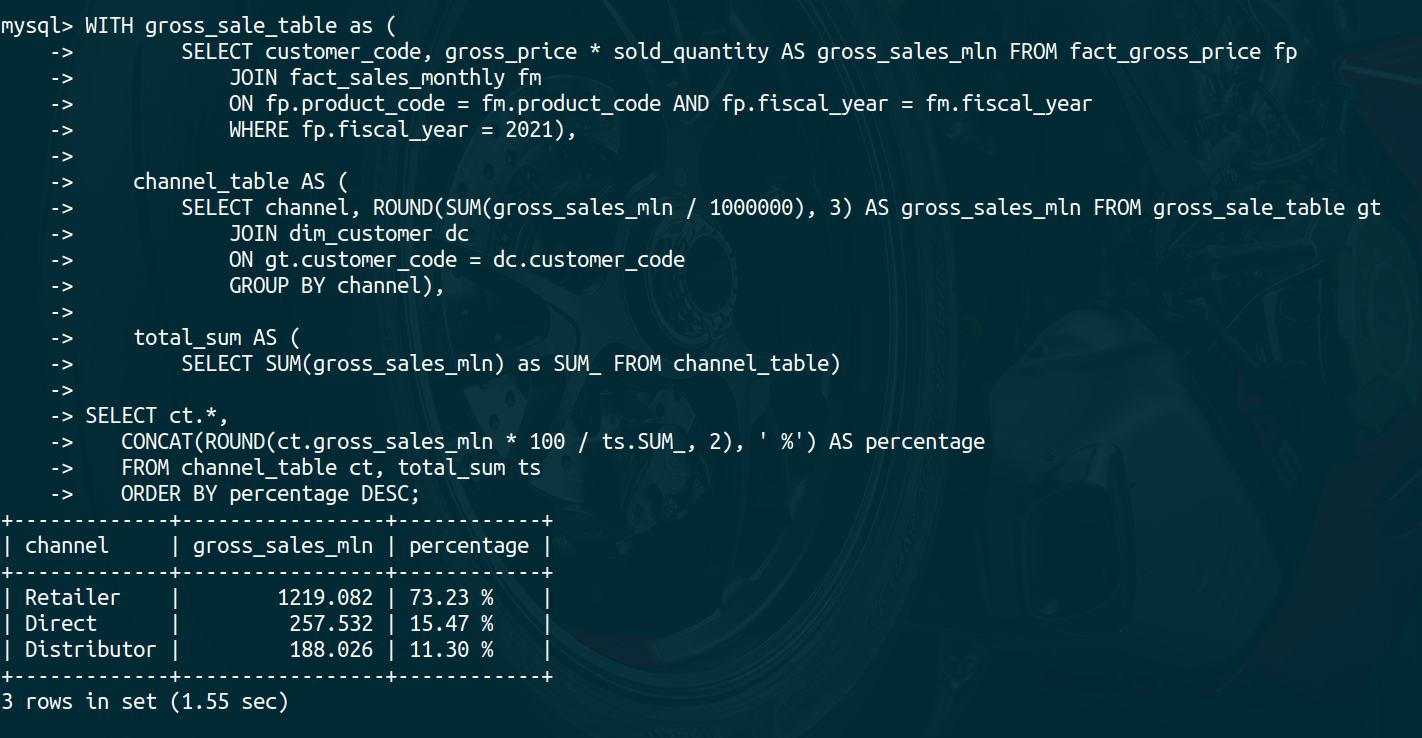 mysql> WITH gross_sale_table as (
    ->         SELECT customer_code, gross_price * sold_quantity AS gross_sales_mln FROM fact_gross_price fp
    ->             JOIN fact_sales_monthly fm
    ->             ON fp.product_code = fm.product_code AND fp.fiscal_year = fm.fiscal_year
    ->             WHERE fp.fiscal_year = 2021),
    ->
    ->     channel_table AS (
    ->         SELECT channel, ROUND(SUM(gross_sales_mln / 1000000), 3) AS gross_sales_mln FROM gross_sale_table gt
    ->             JOIN dim_customer dc
    ->             ON gt.customer_code = dc.customer_code
    ->             GROUP BY channel),
    ->
    ->     total_sum AS (
    ->         SELECT SUM(gross_sales_mln) as SUM_ FROM channel_table)
    ->
    -> SELECT ct.*,
    ->    CONCAT(ROUND(ct.gross_sales_mln * 100 / ts.SUM_, 2), ' %') AS percentage
    ->    FROM channel_table ct, total_sum ts
    ->    ORDER BY percentage DESC;
+-------------+-----------------+------------+
| channel     | gross_sales_mln | percentage |
+-------------+-----------------+------------+
| Retailer    |        1219.082 | 73.23 %    |
| Direct      |         257.532 | 15.47 %    |
| Distributor |         188.026 | 11.30 %    |
+-------------+-----------------+------------+
3 rows in set (1.55 sec)